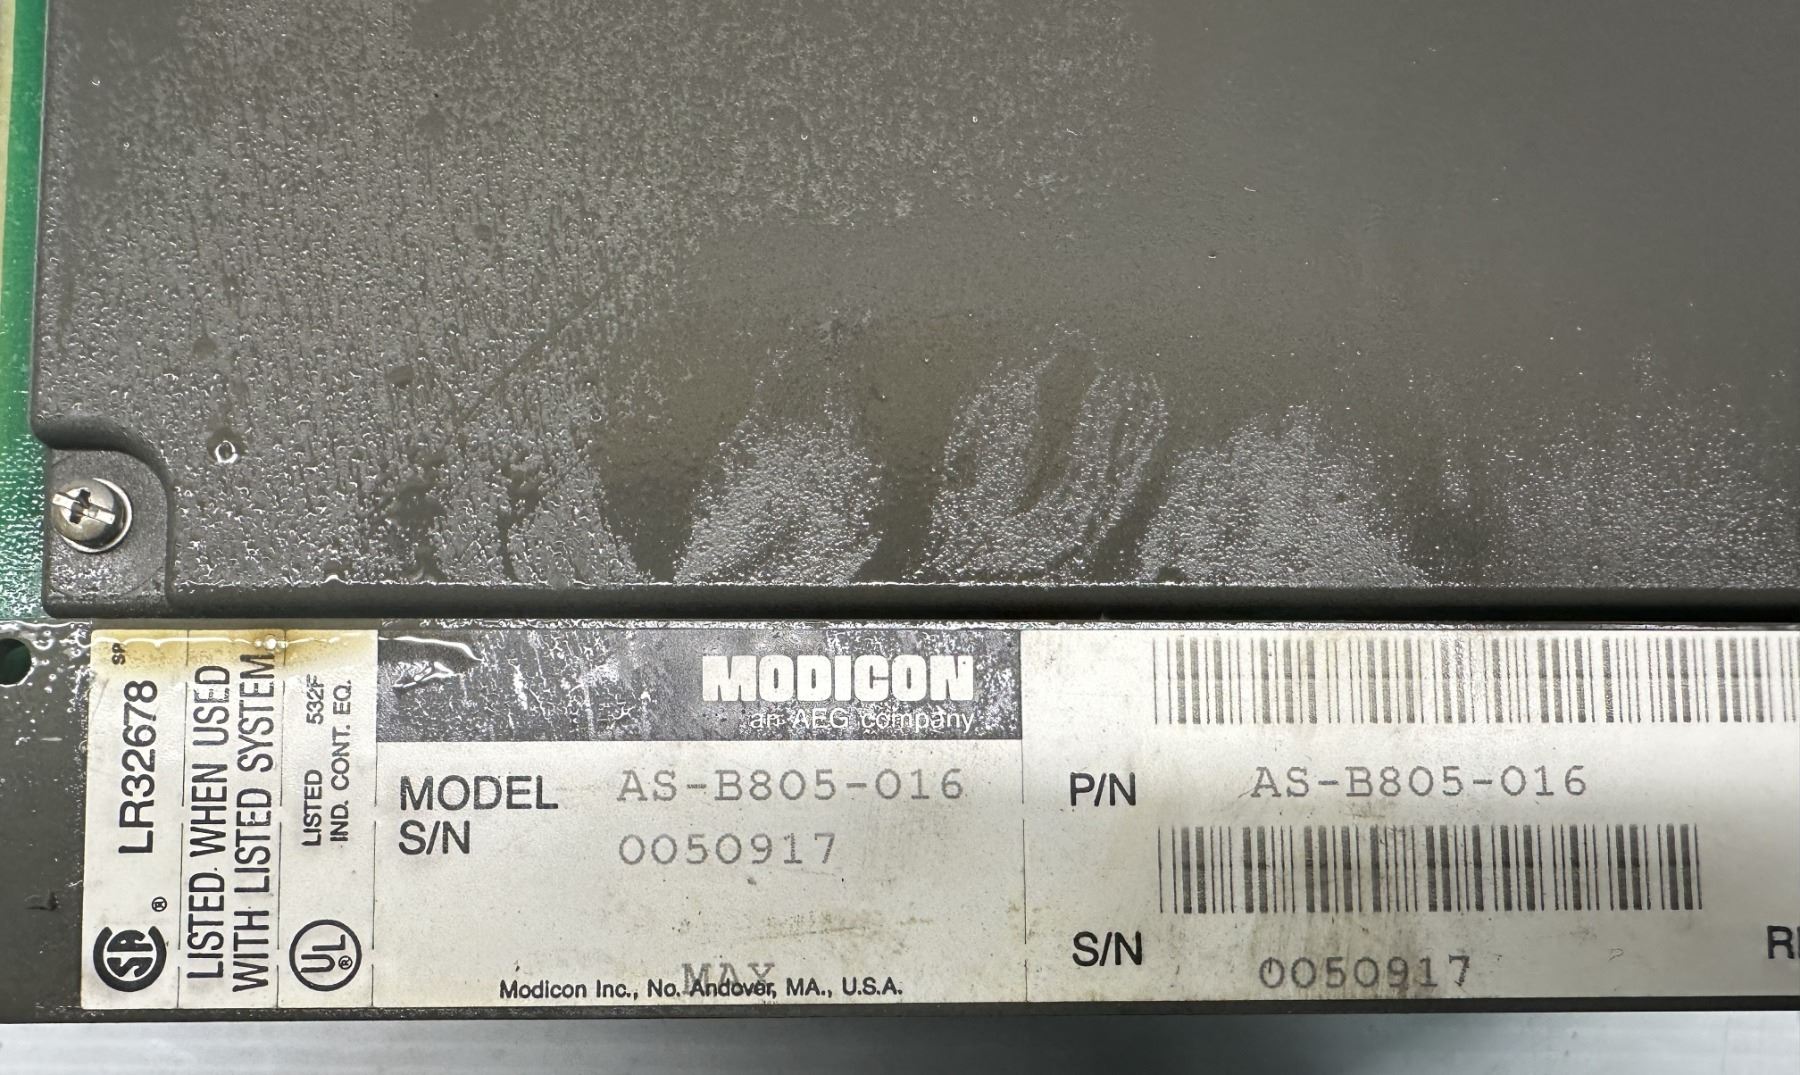 SP
LR32678 ®
LISTED WHEN USED
WITH LISTED SYSTEM
LISTED 532F
IND. CONT. EQ.
UL ®
MODICON
an AEG company
MODEL AS-B805-016
S/N 0050917
MAX
Modicon Inc., No. Andover, MA., U.S.A.
P/N AS-B805-016
S/N 0050917